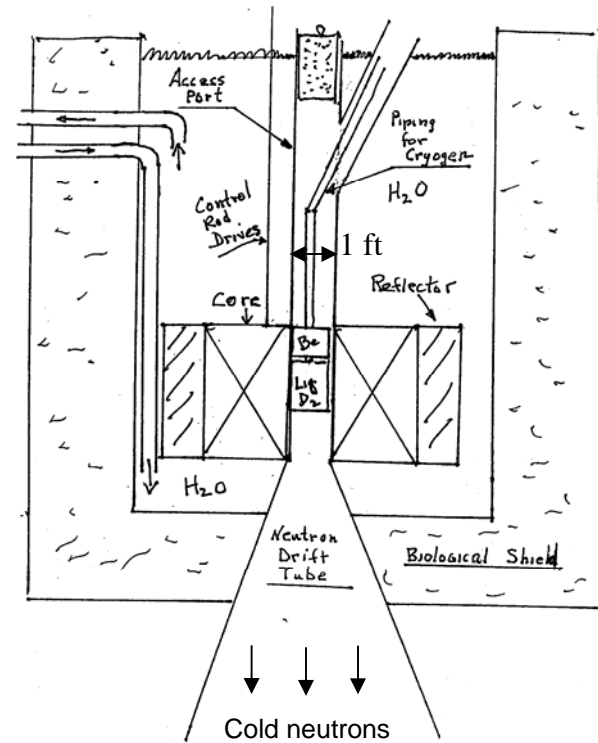 Access
Port
Piping
for
Cryogen
H2O
Control
Rod
Drives
1 ft
Core
Reflector
Be
Liq
D2
H2O
Neutron
Drift
Tube
Biological Shield
Cold neutrons